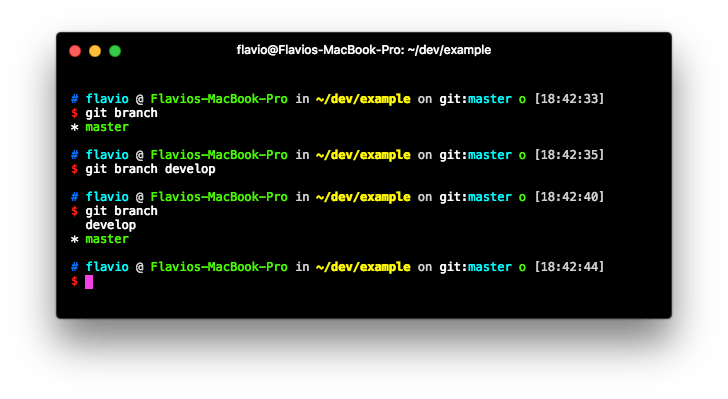 flavio@Flavios-MacBook-Pro: ~/dev/example
# flavio @ Flavios-MacBook-Pro in ~/dev/example on git:master o [18:42:33]
$ git branch
* master
# flavio @ Flavios-MacBook-Pro in ~/dev/example on git:master o [18:42:35]
$ git branch develop
# flavio @ Flavios-MacBook-Pro in ~/dev/example on git:master o [18:42:40]
$ git branch
  develop
* master
# flavio @ Flavios-MacBook-Pro in ~/dev/example on git:master o [18:42:44]
$